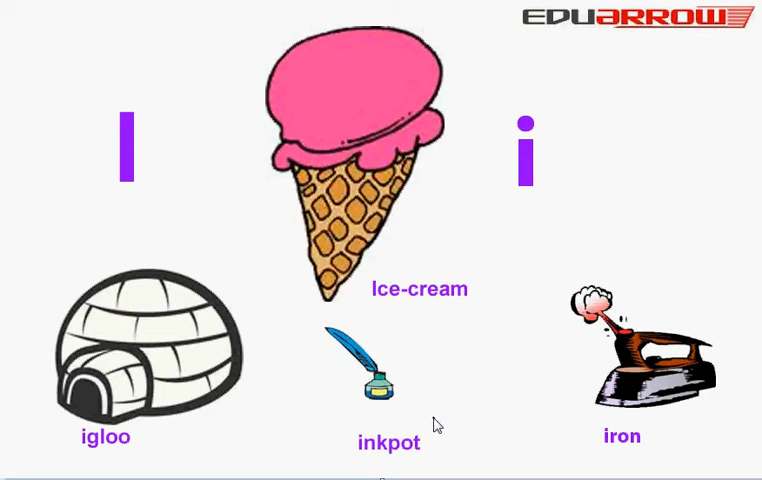 EDUARROW
I
i
Ice-cream
igloo
inkpot
iron